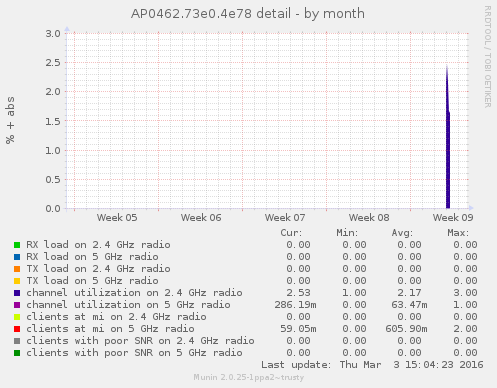 AP0462.73e0.4e78 detail - by month
RRDTOOL / TOBI OETIKER
% + abs
3.0
2.5
2.0
1.5
1.0
0.5
0.0
Week 05 Week 06 Week 07 Week 08 Week 09
Cur: Min: Avg: Max:
RX load on 2.4 GHz radio 0.00 0.00 0.00 0.00
RX load on 5 GHz radio 0.00 0.00 0.00 0.00
TX load on 2.4 GHz radio 0.00 0.00 0.00 0.00
TX load on 5 GHz radio 0.00 0.00 0.00 0.00
channel utilization on 2.4 GHz radio 2.53 1.00 2.17 3.00
channel utilization on 5 GHz radio 286.19m 0.00 63.47m 1.00
clients at mi on 2.4 GHz radio 0.00 0.00 0.00 0.00
clients at mi on 5 GHz radio 59.05m 0.00 605.90m 2.00
clients with poor SNR on 2.4 GHz radio 0.00 0.00 0.00 0.00
clients with poor SNR on 5 GHz radio 0.00 0.00 0.00 0.00
Last update: Thu Mar 3 15:04:23 2016
Munin 2.0.25-1ppa2~trusty